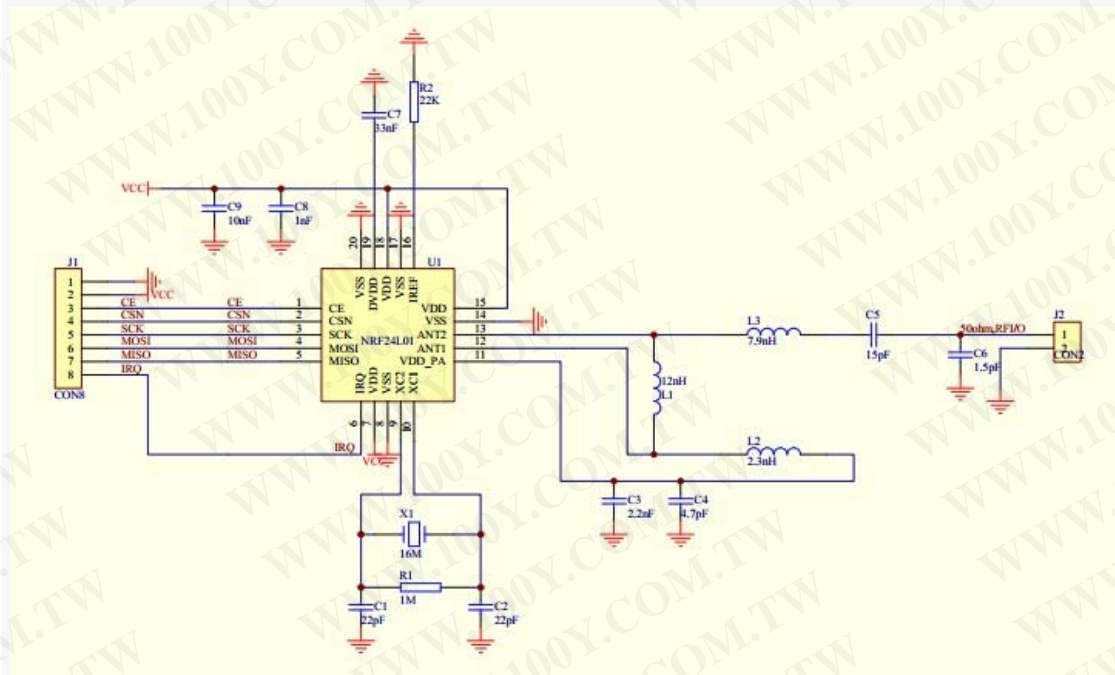 WWW.100Y.COM.TW
R2
22K
C7
33nF
VCC
C9
10nF
C8
1nF
20
19
18
17
16
J1
U1
VSS
DVDD
VDD
VSS
IREF
1
2
VCC
3 CE CE 1 CE
4 CSN CSN 2 CSN
5 SCK SCK 3 SCK
6 MOSI MOSI 4 MOSI
7 MISO MISO 5 MISO
8 IRQ
CON8
NRF24L01
VDD 15
VSS 14
ANT2 13
ANT1 12
VDD_PA 11
IRQ
VDD
VSS
XC2
XC1
6
7
8
9
10
IRQ
VCC
L3
7.9nH
C5
15pF
50ohm,RFI/O
J2
1
2
CON2
C6
1.5pF
12nH
L1
L2
2.3nH
C3
2.2nF
C4
4.7pF
X1
16M
R1
1M
C1
22pF
C2
22pF